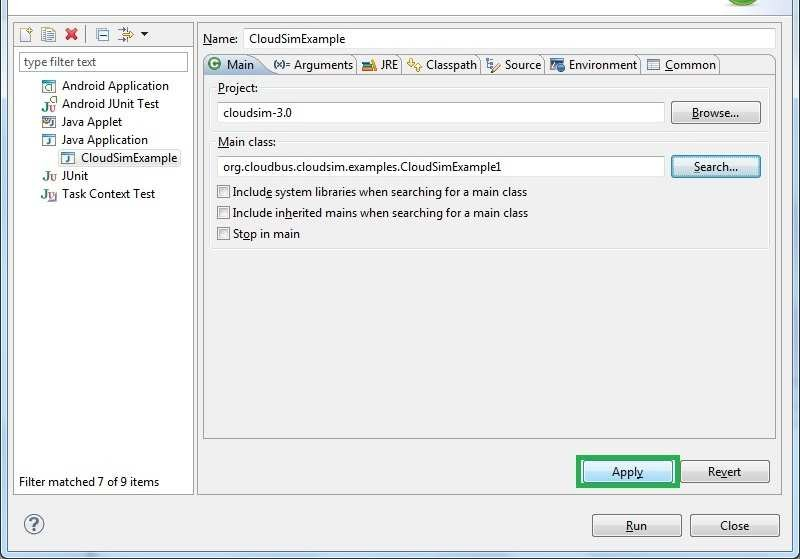 Name: CloudSimExample
type filter text
Android Application
Android JUnit Test
Java Applet
Java Application
CloudSimExample
JUnit
Task Context Test
Filter matched 7 of 9 items
Main (x)= Arguments JRE Classpath Source Environment Common
Project:
cloudsim-3.0 Browse...
Main class:
org.cloudbus.cloudsim.examples.CloudSimExample1 Search...
Include system libraries when searching for a main class
Include inherited mains when searching for a main class
Stop in main
Apply Revert
Run Close